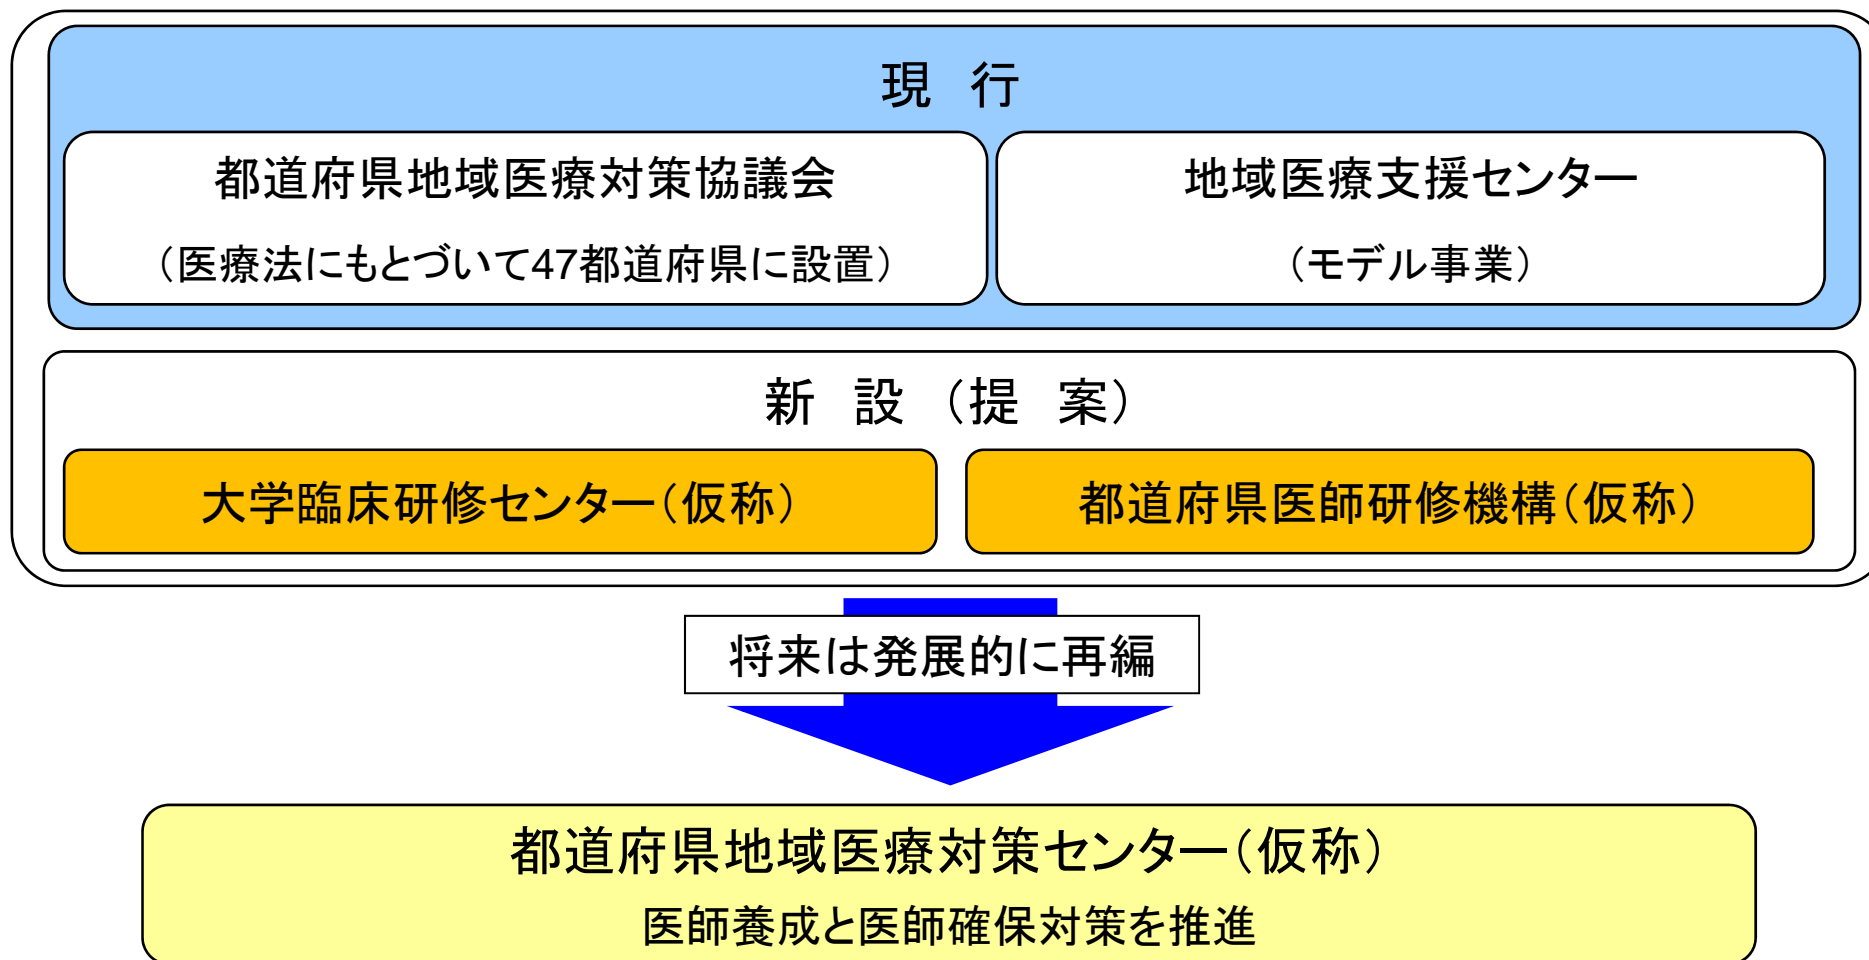 現　行
都道府県地域医療対策協議会
（医療法にもとづいて47都道府県に設置）
地域医療支援センター
（モデル事業）
新　設（提　案）
大学臨床研修センター（仮称）
都道府県医師研修機構（仮称）
将来は発展的に再編
都道府県地域医療対策センター（仮称）
医師養成と医師確保対策を推進